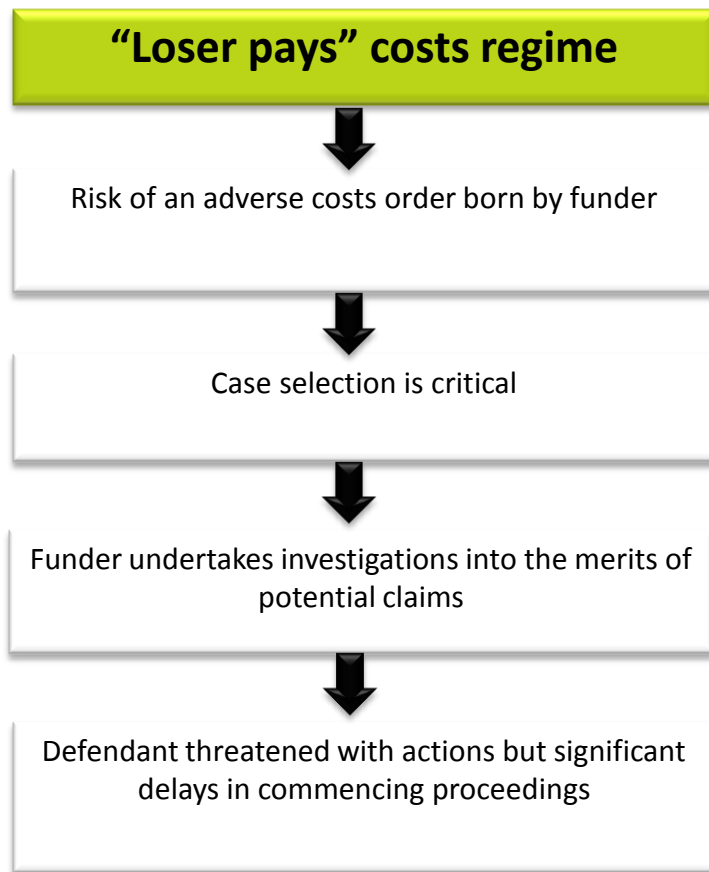 “Loser pays” costs regime
Risk of an adverse costs order born by funder
Case selection is critical
Funder undertakes investigations into the merits of
potential claims
Defendant threatened with actions but significant
delays in commencing proceedings